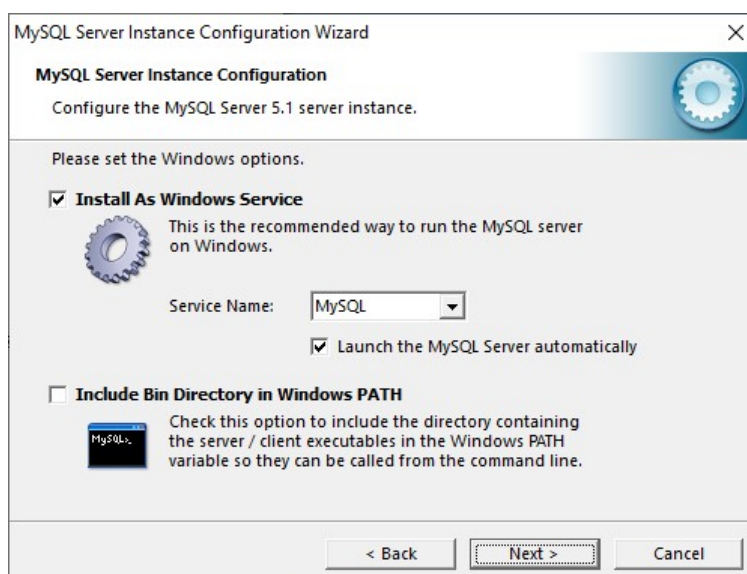 MySQL Server Instance Configuration Wizard
MySQL Server Instance Configuration
Configure the MySQL Server 5.1 server instance.
Please set the Windows options.
Install As Windows Service
This is the recommended way to run the MySQL server
on Windows.
Service Name: MySQL
Launch the MySQL Server automatically
Include Bin Directory in Windows PATH
MySQL>_
Check this option to include the directory containing
the server / client executables in the Windows PATH
variable so they can be called from the command line.
< Back Next > Cancel